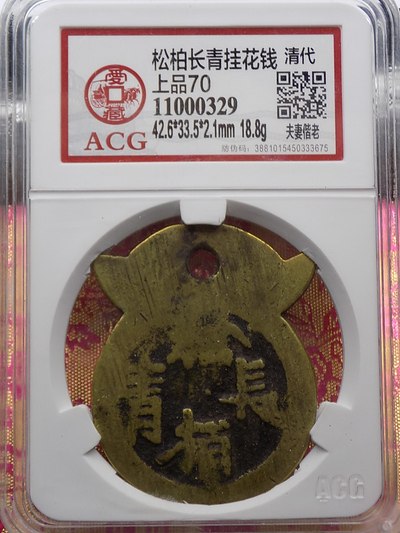 松柏长青挂花钱 清代
上品70
11000329
42.6*33.5*2.1mm 18.8g
夫妻偕老
防伪码：3881015450333675
ACG
松柏長青
ACG